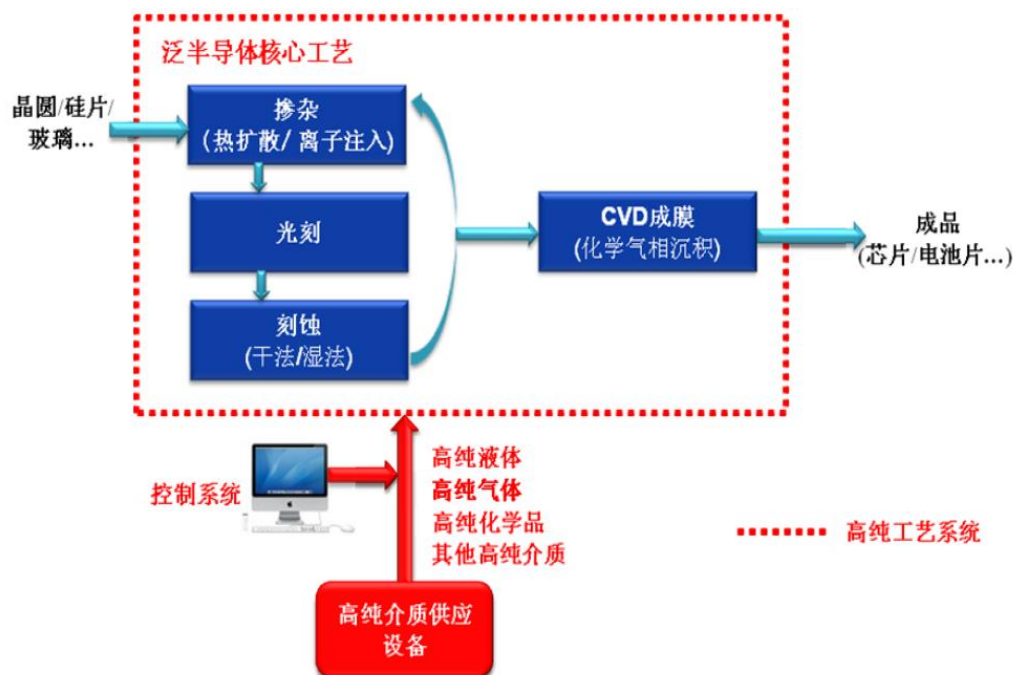 泛半导体核心工艺
晶圆/硅片/
玻璃...
掺杂
(热扩散/ 离子注入)
光刻
刻蚀
(干法/湿法)
CVD成膜
(化学气相沉积)
成品
(芯片/电池片...)
控制系统
高纯液体
高纯气体
高纯化学品
其他高纯介质
高纯工艺系统
高纯介质供应
设备